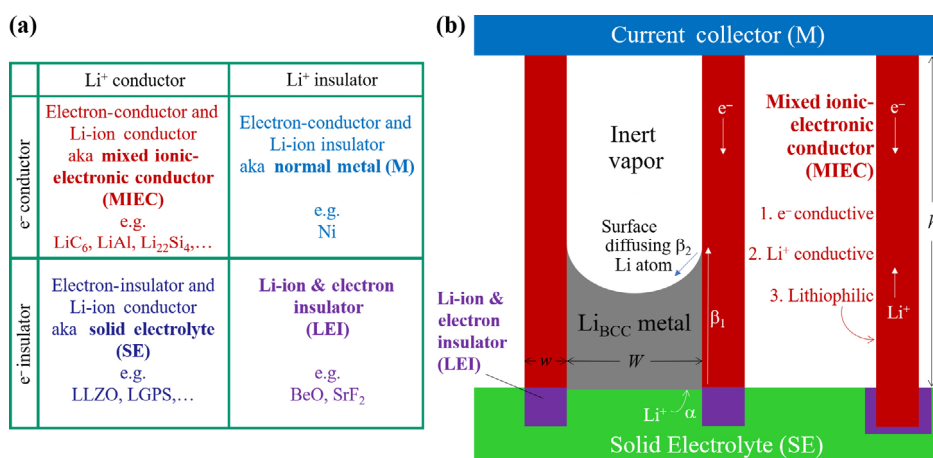 (a)
Li⁺ conductor
Li⁺ insulator
e⁻ conductor
Electron-conductor and
Li-ion conductor
aka mixed ionic-
electronic conductor
(MIEC)
e.g.
LiC₆, LiAl, Li₂₂Si₄,…
Electron-conductor and
Li-ion insulator
aka normal metal (M)
e.g.
Ni
e⁻ insulator
Electron-insulator and
Li-ion conductor
aka solid electrolyte
(SE)
e.g.
LLZO, LGPS,…
Li-ion & electron
insulator
(LEI)
e.g.
BeO, SrF₂
(b)
Current collector (M)
Inert
vapor
e⁻
Mixed ionic-
electronic
conductor
(MIEC)
e⁻
1. e⁻ conductive
2. Li⁺ conductive
3. Lithiophilic
Li⁺
h
Surface
diffusing β₂
Li atom
Li_BCC metal
β₁
Li-ion &
electron
insulator
(LEI)
w
W
Li⁺ α
Solid Electrolyte (SE)